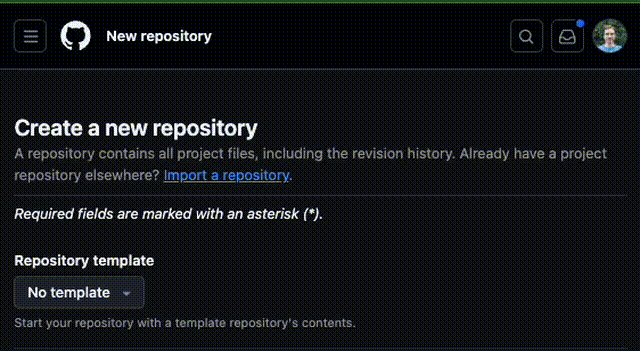 New repository
Create a new repository
A repository contains all project files, including the revision history. Already have a project
repository elsewhere? Import a repository.
Required fields are marked with an asterisk (*).
Repository template
No template
Start your repository with a template repository's contents.